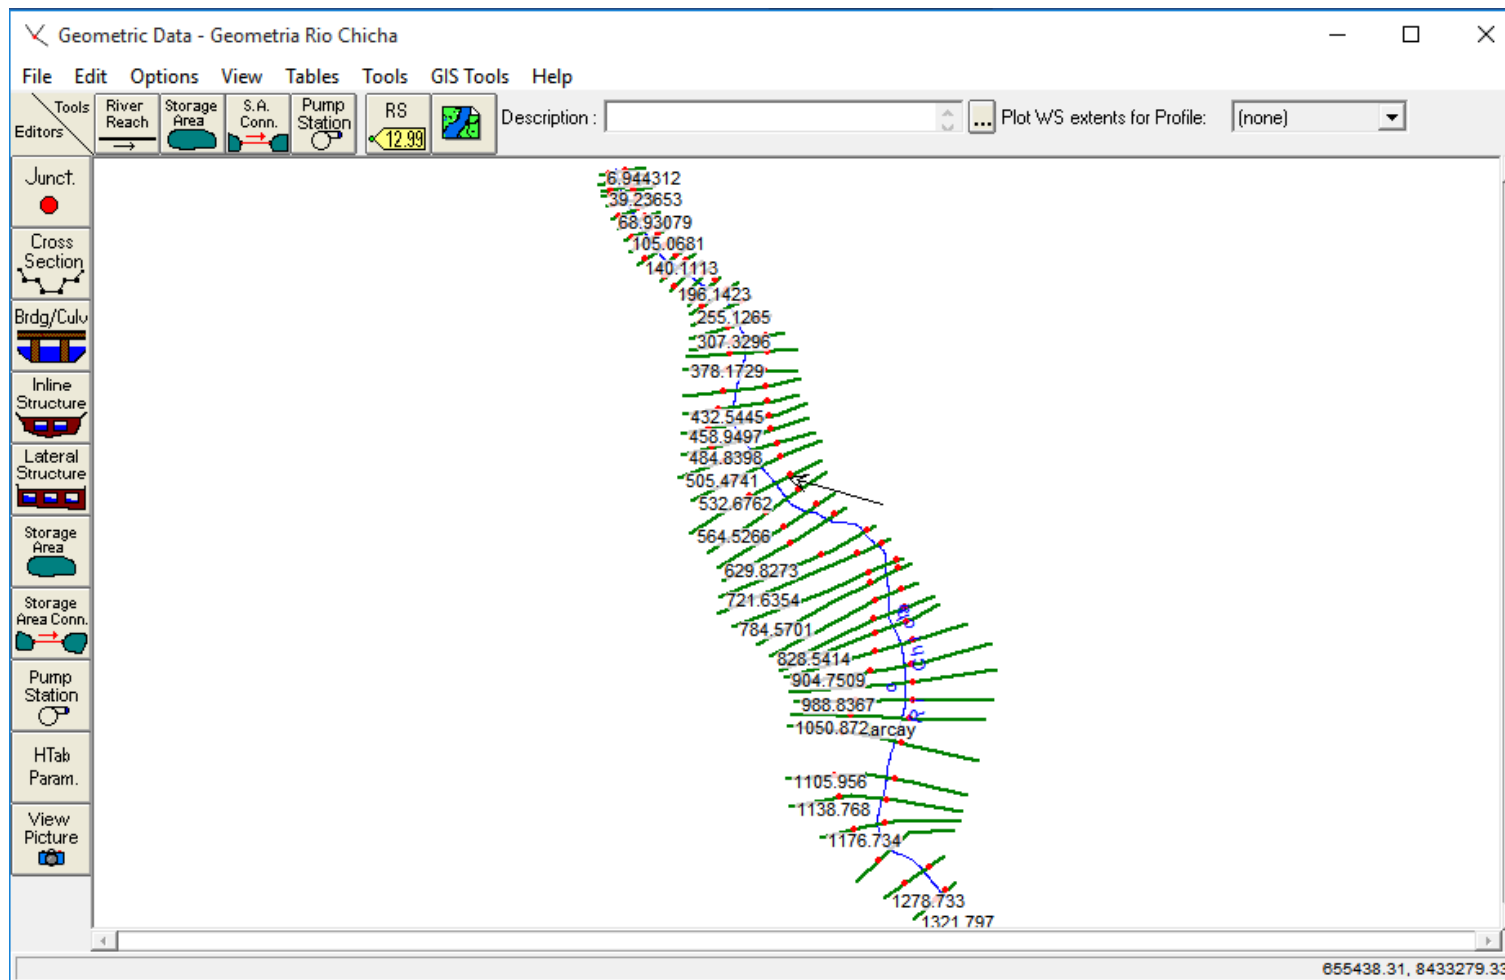 Geometric Data - Geometria Rio Chicha
File Edit Options View Tables Tools GIS Tools Help
Tools
Editors
River Reach
Storage Area
S.A. Conn.
Pump Station
RS
12.99
Description :
...
Plot WS extents for Profile:
(none)
Junct.
Cross Section
Brdg/Culv
Inline Structure
Lateral Structure
Storage Area
Storage Area Conn.
Pump Station
HTab Param.
View Picture
6.944312
39.23653
68.93079
105.0681
140.1113
196.1423
255.1265
307.3296
378.1729
432.5445
458.9497
484.8398
505.4741
532.6762
564.5266
629.8273
721.6354
784.5701
828.5414
904.7509
988.8367
1050.872
arcay
1105.956
1138.768
1176.734
1278.733
1321.797
655438.31, 8433279.33